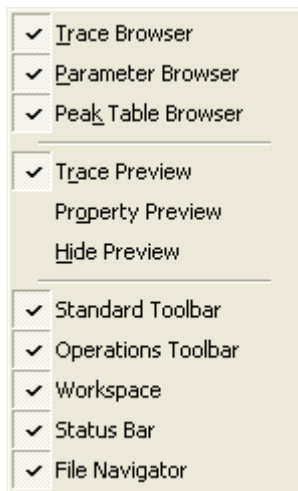 Trace Browser
Parameter Browser
Peak Table Browser
Trace Preview
Property Preview
Hide Preview
Standard Toolbar
Operations Toolbar
Workspace
Status Bar
File Navigator